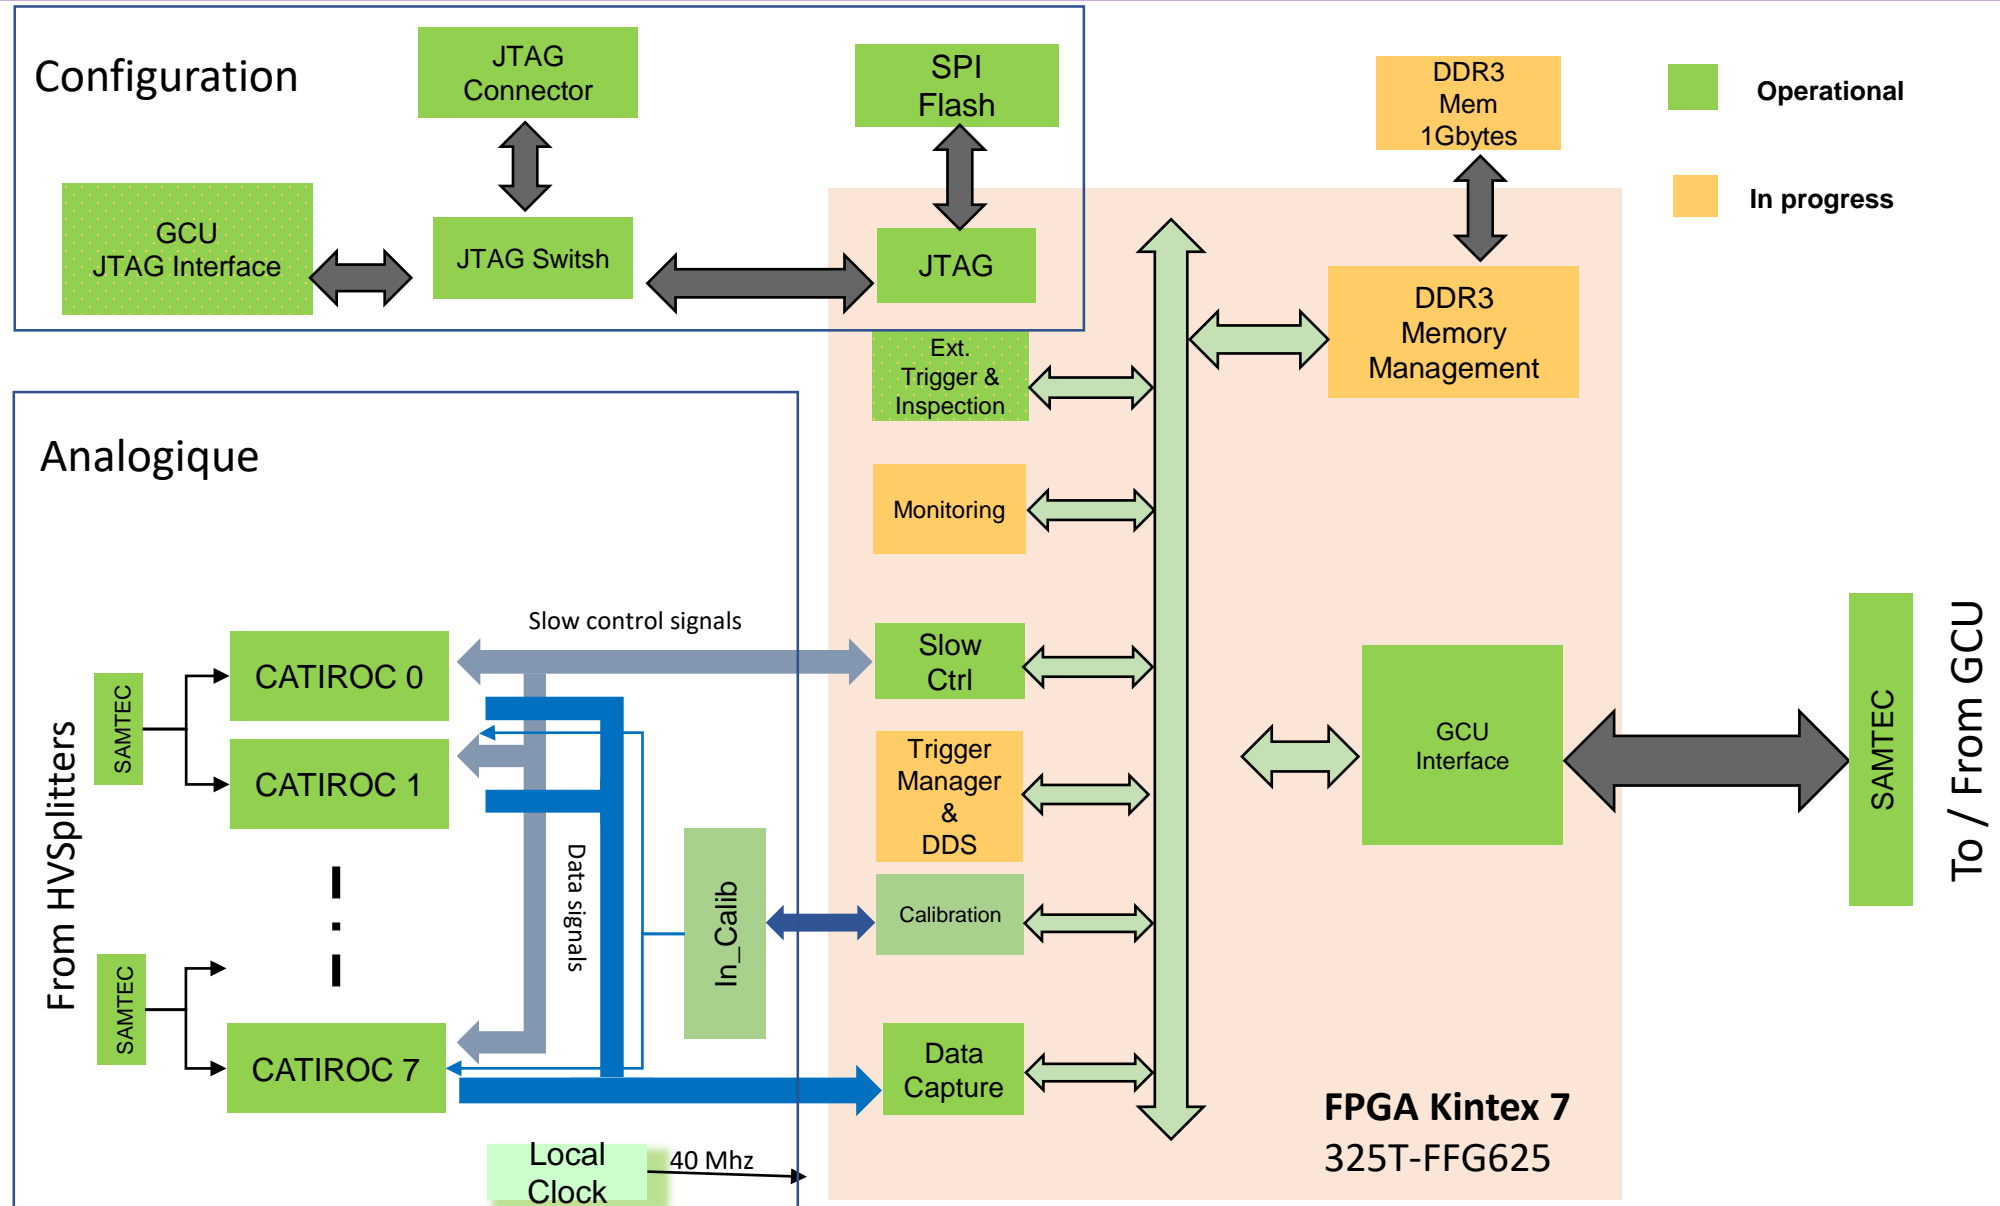 Configuration
JTAG
Connector
SPI
Flash
DDR3
Mem
1Gbytes
Operational
In progress
GCU
JTAG Interface
JTAG Switsh
JTAG
DDR3
Memory
Management
Ext.
Trigger &
Inspection
Analogique
Monitoring
Slow control signals
Slow
Ctrl
CATIROC 0
SAMTEC
CATIROC 1
From HVSplitters
Data signals
In_Calib
Trigger
Manager
&
DDS
GCU
Interface
SAMTEC
To / From GCU
Calibration
SAMTEC
CATIROC 7
Data
Capture
FPGA Kintex 7
325T-FFG625
Local
Clock
40 Mhz